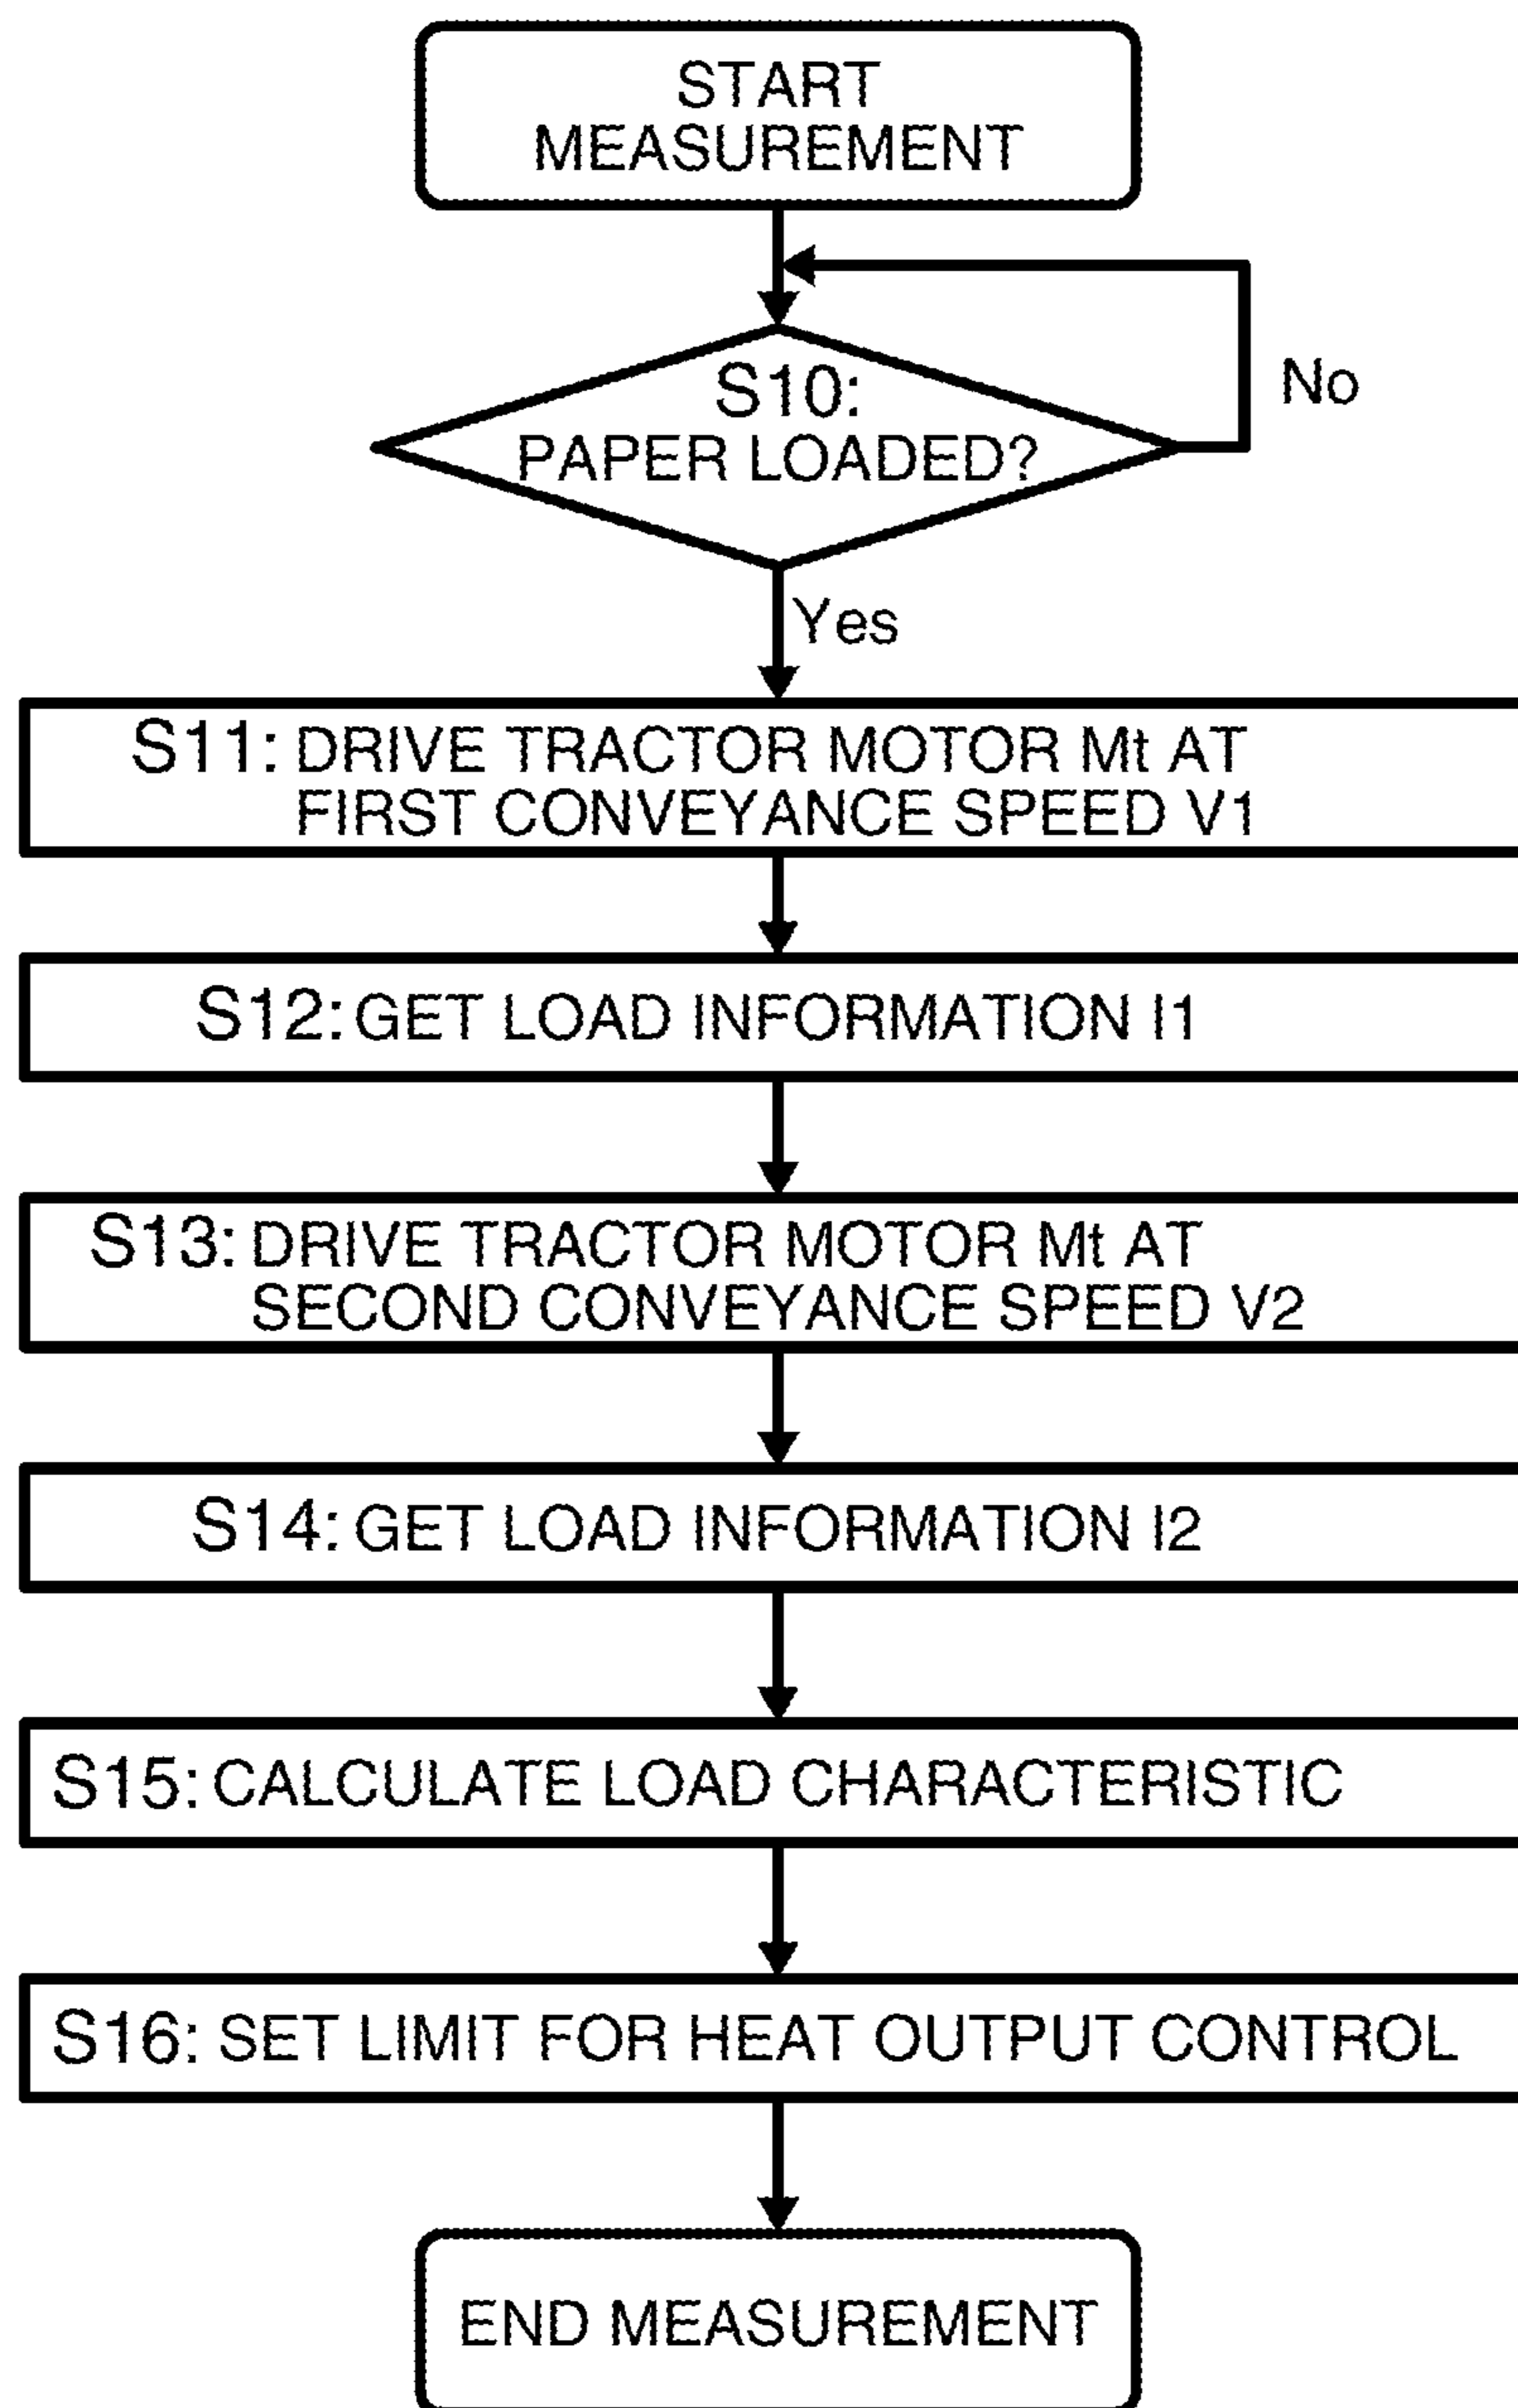 START
MEASUREMENT
S10:
PAPER LOADED?
No
Yes
S11: DRIVE TRACTOR MOTOR Mt AT
FIRST CONVEYANCE SPEED V1
S12: GET LOAD INFORMATION I1
S13: DRIVE TRACTOR MOTOR Mt AT
SECOND CONVEYANCE SPEED V2
S14: GET LOAD INFORMATION I2
S15: CALCULATE LOAD CHARACTERISTIC
S16: SET LIMIT FOR HEAT OUTPUT CONTROL
END MEASUREMENT